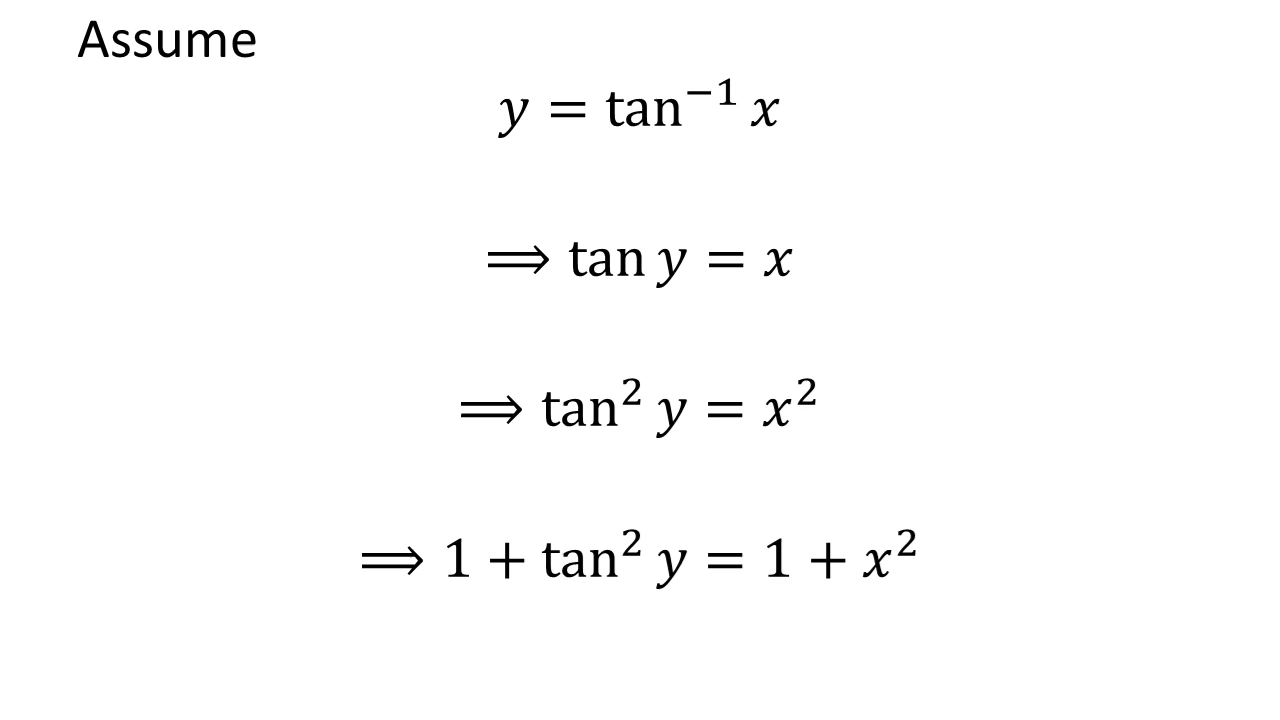 Assume
y = tan⁻¹ x
⟹ tan y = x
⟹ tan² y = x²
⟹ 1 + tan² y = 1 + x²